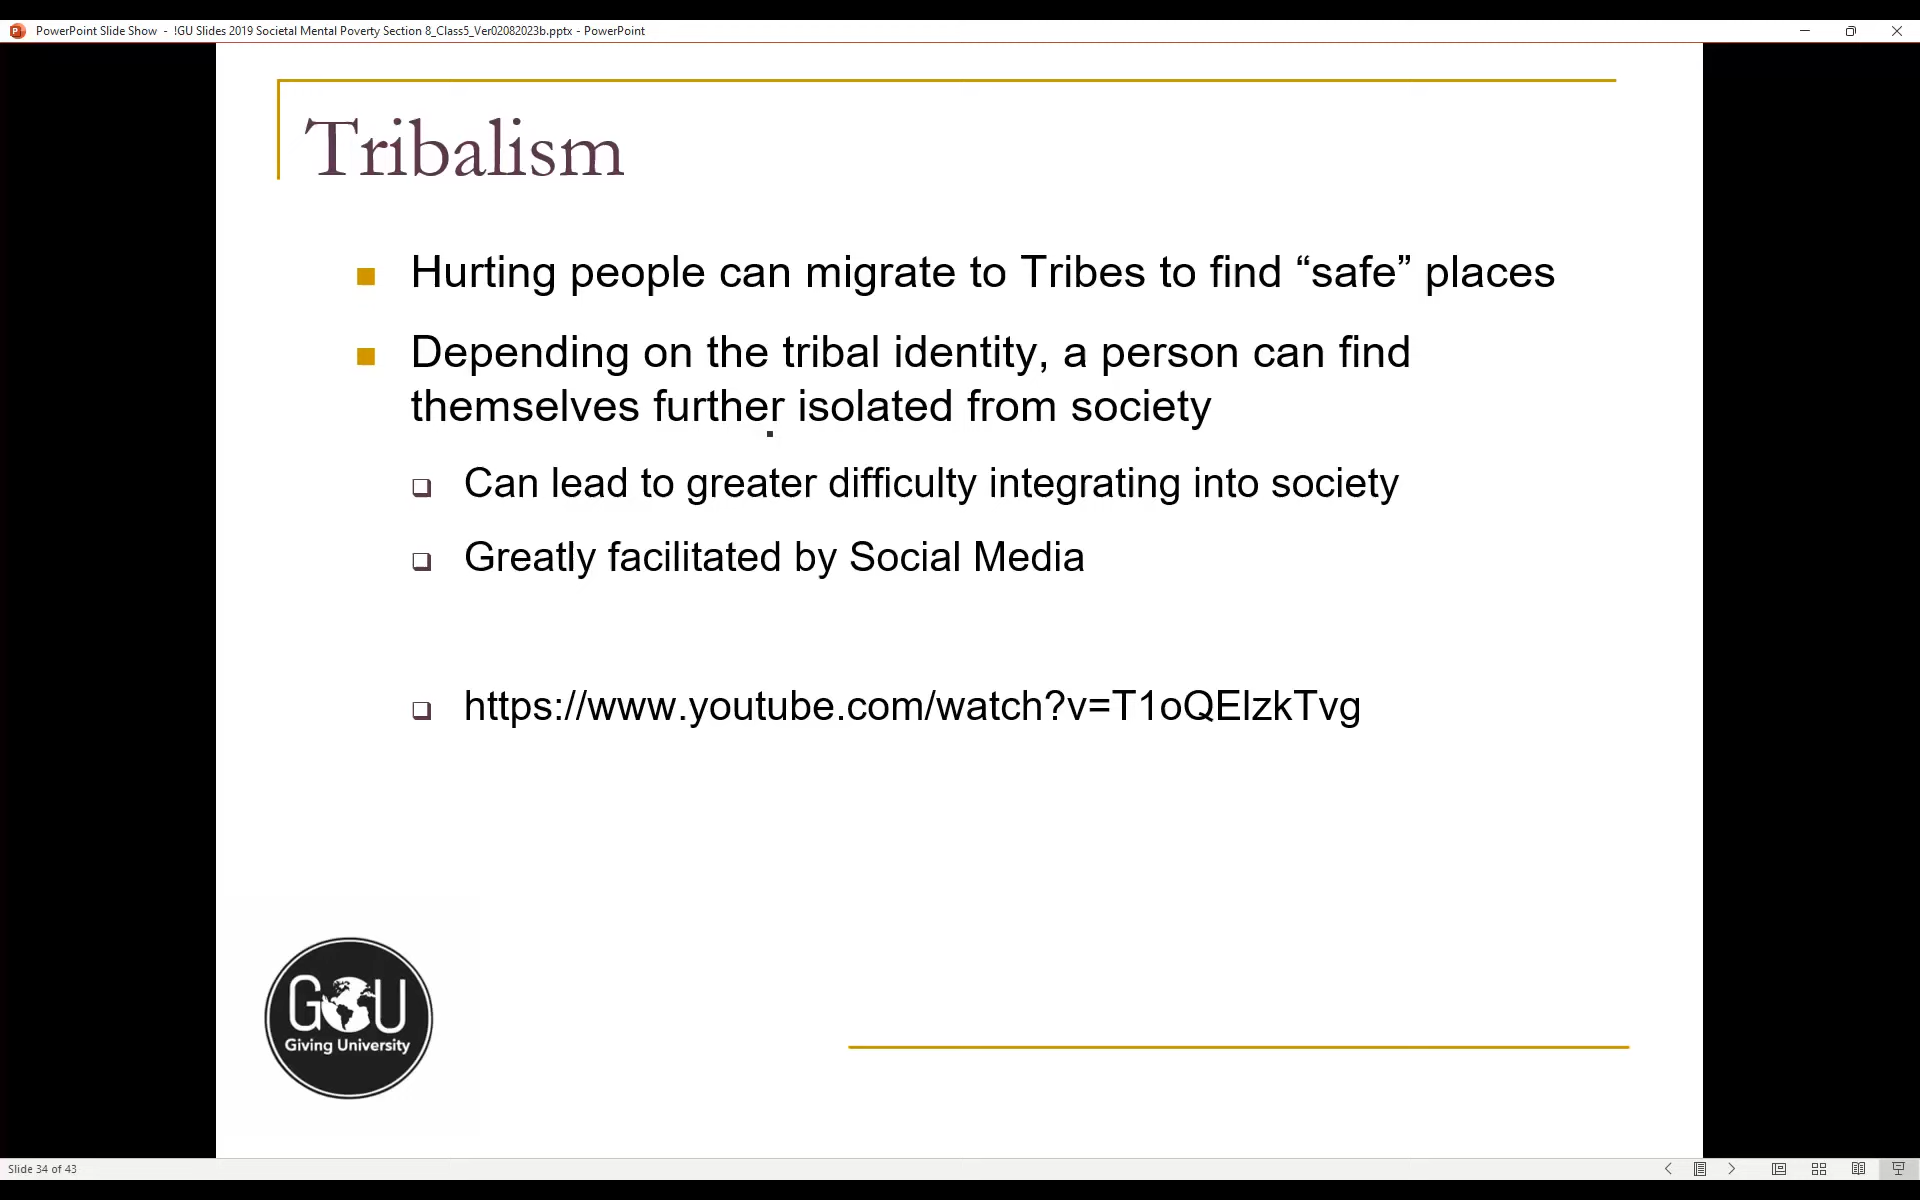 PowerPoint Slide Show - !GU Slides 2019 Societal Mental Poverty Section 8_Class5_Ver02082023b.pptx - PowerPoint
Tribalism
Hurting people can migrate to Tribes to find “safe” places
Depending on the tribal identity, a person can find
themselves further isolated from society
Can lead to greater difficulty integrating into society
Greatly facilitated by Social Media
https://www.youtube.com/watch?v=T1oQElzkTvg
GU
Giving University
Slide 34 of 43